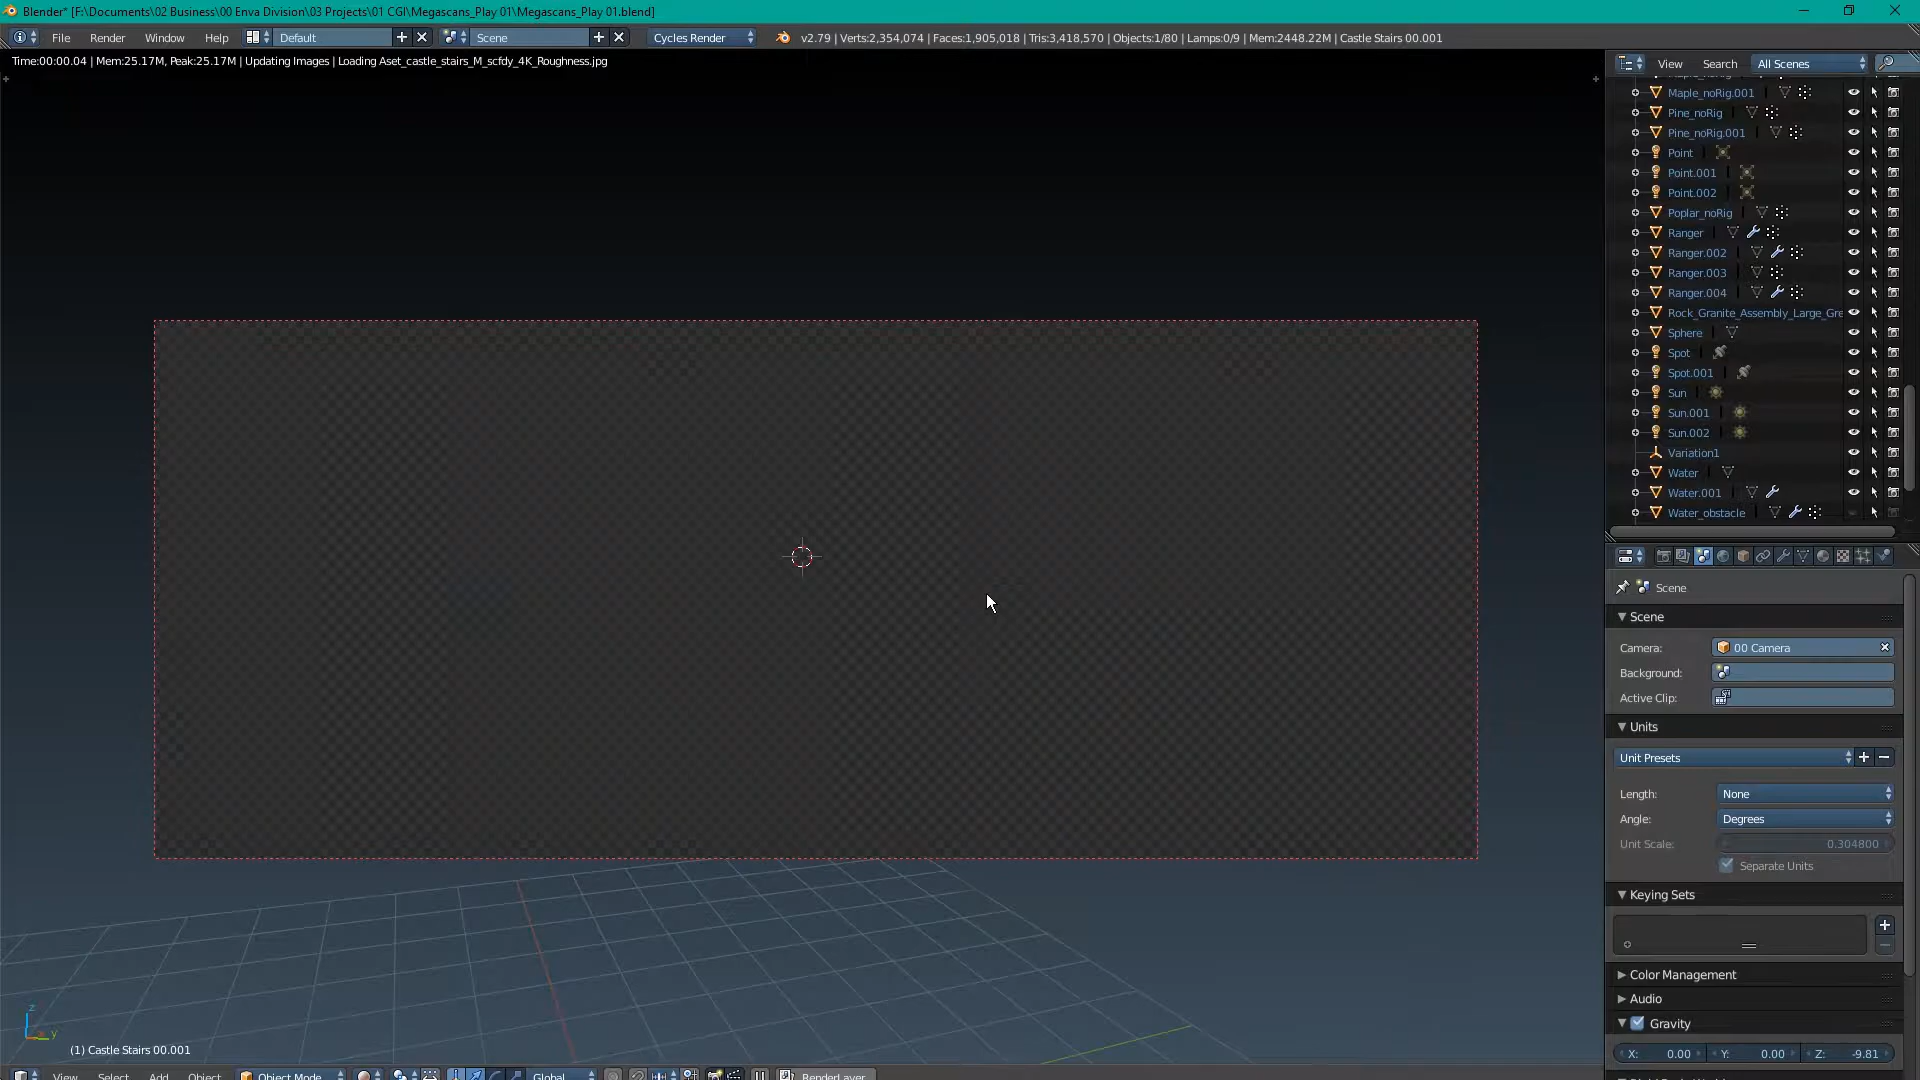 Blender* [F:\Documents\02 Business\00 Enva Division\03 Projects\01 CGI\Megascans_Play 01\Megascans_Play 01.blend]
File Render Window Help Default Scene Cycles Render v2.79 | Verts:2,354,074 | Faces:1,905,018 | Tris:3,418,570 | Objects:1/80 | Lamps:0/9 | Mem:2448.22M | Castle Stairs 00.001
Time:00:00.04 | Mem:25.17M, Peak:25.17M | Updating Images | Loading Aset_castle_stairs_M_scfdy_4K_Roughness.jpg
View Search All Scenes
Maple_noRig.001
Pine_noRig
Pine_noRig.001
Point
Point.001
Point.002
Poplar_noRig
Ranger
Ranger.002
Ranger.003
Ranger.004
Rock_Granite_Assembly_Large_Gre
Sphere
Spot
Spot.001
Sun
Sun.001
Sun.002
Variation1
Water
Water.001
Water_obstacle
Scene
Scene
Camera: 00 Camera
Background:
Active Clip:
Units
Unit Presets
Length: None
Angle: Degrees
Unit Scale: 0.304800
Separate Units
Keying Sets
Color Management
Audio
Gravity
X: 0.00 Y: 0.00 Z: -9.81
z
y
(1) Castle Stairs 00.001
View Select Add Object Object Mode Global RenderLayer